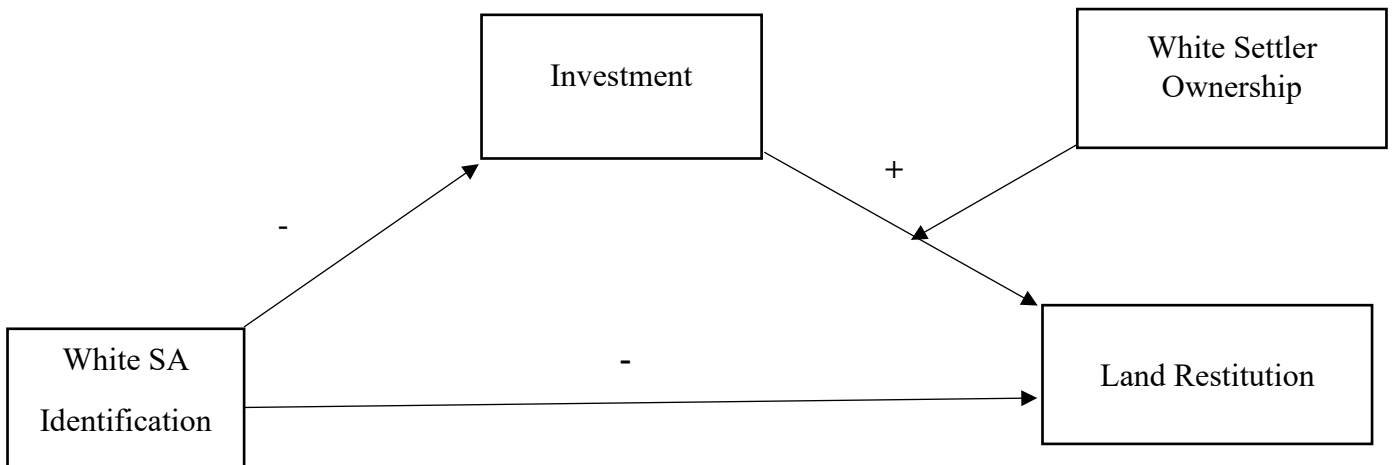 Investment
White Settler
Ownership
+
-
White SA
Identification
-
Land Restitution